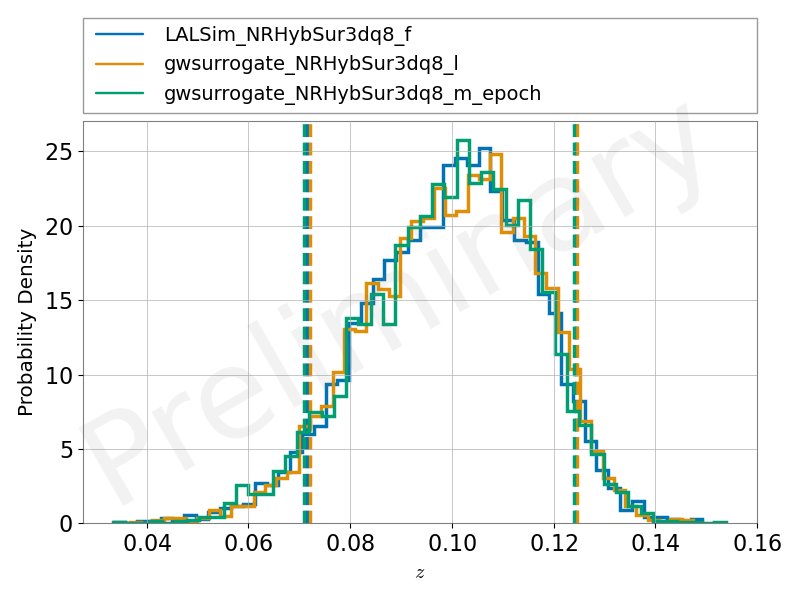 LALSim_NRHybSur3dq8_f
gwsurrogate_NRHybSur3dq8_l
gwsurrogate_NRHybSur3dq8_m_epoch
Preliminary
Probability Density
25
20
15
10
5
0
0.04 0.06 0.08 0.10 0.12 0.14 0.16
z